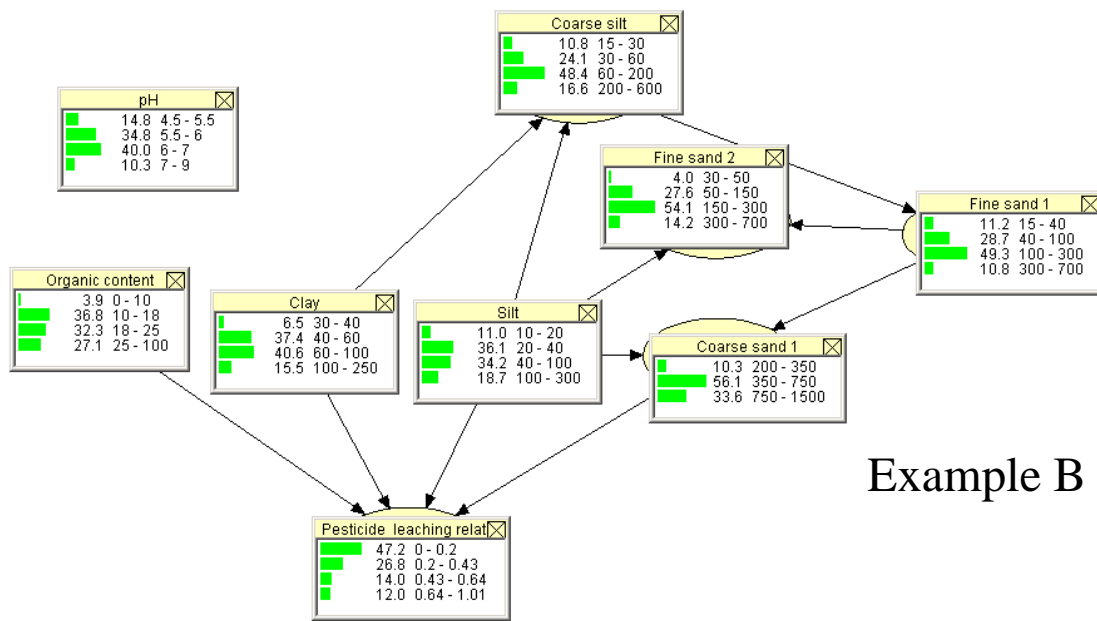 Coarse silt
10.8 15 - 30
24.1 30 - 60
48.4 60 - 200
16.6 200 - 600
pH
14.8 4.5 - 5.5
34.8 5.5 - 6
40.0 6 - 7
10.3 7 - 9
Fine sand 2
4.0 30 - 50
27.6 50 - 150
54.1 150 - 300
14.2 300 - 700
Fine sand 1
11.2 15 - 40
28.7 40 - 100
49.3 100 - 300
10.8 300 - 700
Organic content
3.9 0 - 10
36.8 10 - 18
32.3 18 - 25
27.1 25 - 100
Clay
6.5 30 - 40
37.4 40 - 60
40.6 60 - 100
15.5 100 - 250
Silt
11.0 10 - 20
36.1 20 - 40
34.2 40 - 100
18.7 100 - 300
Coarse sand 1
10.3 200 - 350
56.1 350 - 750
33.6 750 - 1500
Example B
Pesticide leaching relat
47.2 0 - 0.2
26.8 0.2 - 0.43
14.0 0.43 - 0.64
12.0 0.64 - 1.01